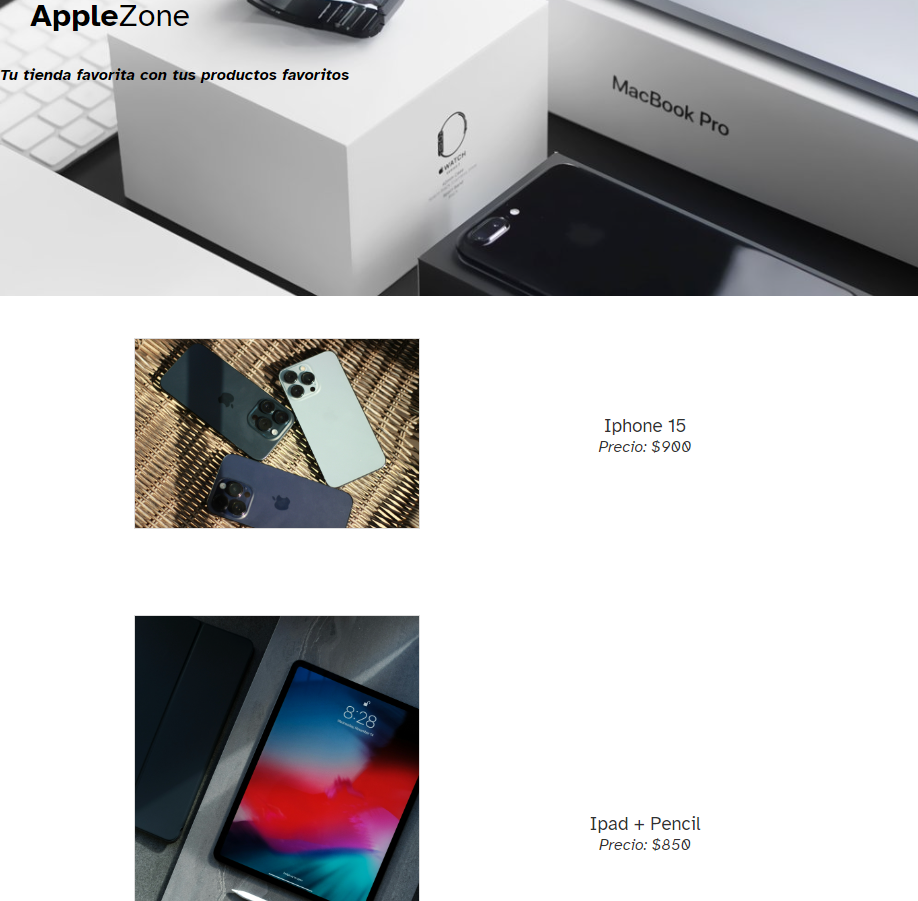 AppleZone
Tu tienda favorita con tus productos favoritos
MacBook Pro
WATCH
Iphone 15
Precio: $900
8:28
Ipad + Pencil
Precio: $850